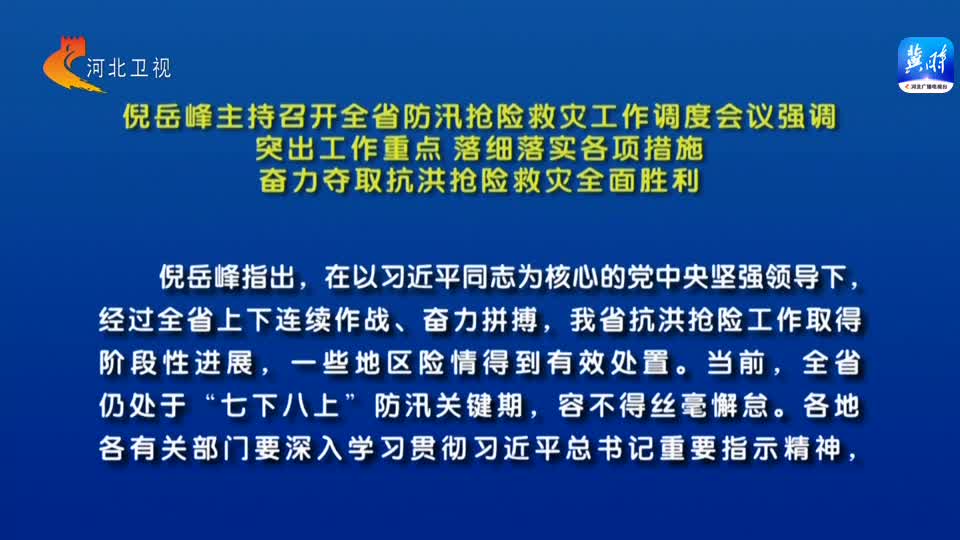 河北卫视
冀时
河北广播电视台
倪岳峰主持召开全省防汛抢险救灾工作调度会议强调
突出工作重点 落细落实各项措施
奋力夺取抗洪抢险救灾全面胜利
倪岳峰指出，在以习近平同志为核心的党中央坚强领导下，
经过全省上下连续作战、奋力拼搏，我省抗洪抢险工作取得
阶段性进展，一些地区险情得到有效处置。当前，全省
仍处于“七下八上”防汛关键期，容不得丝毫懈怠。各地
各有关部门要深入学习贯彻习近平总书记重要指示精神，